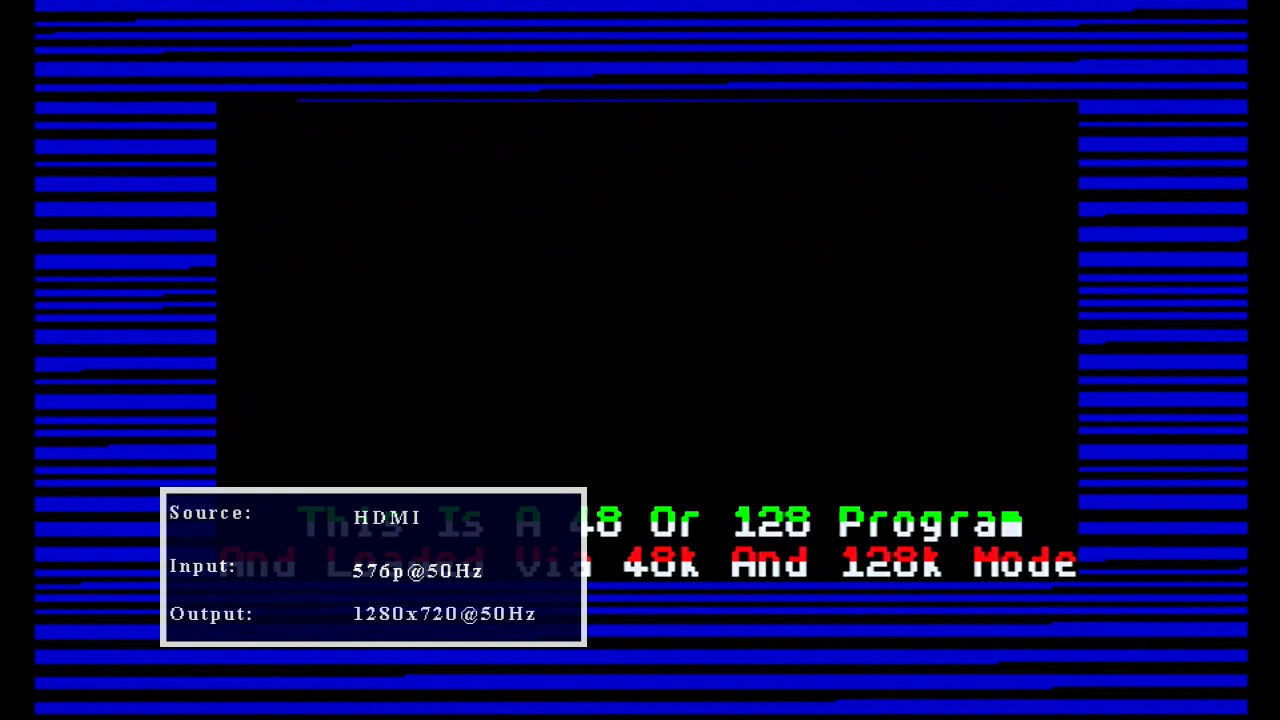 Source: HDMI
Input: 576p@50Hz
Output: 1280x720@50Hz
This Is A 48 Or 128 Program
And Loaded Via 48k And 128k Mode